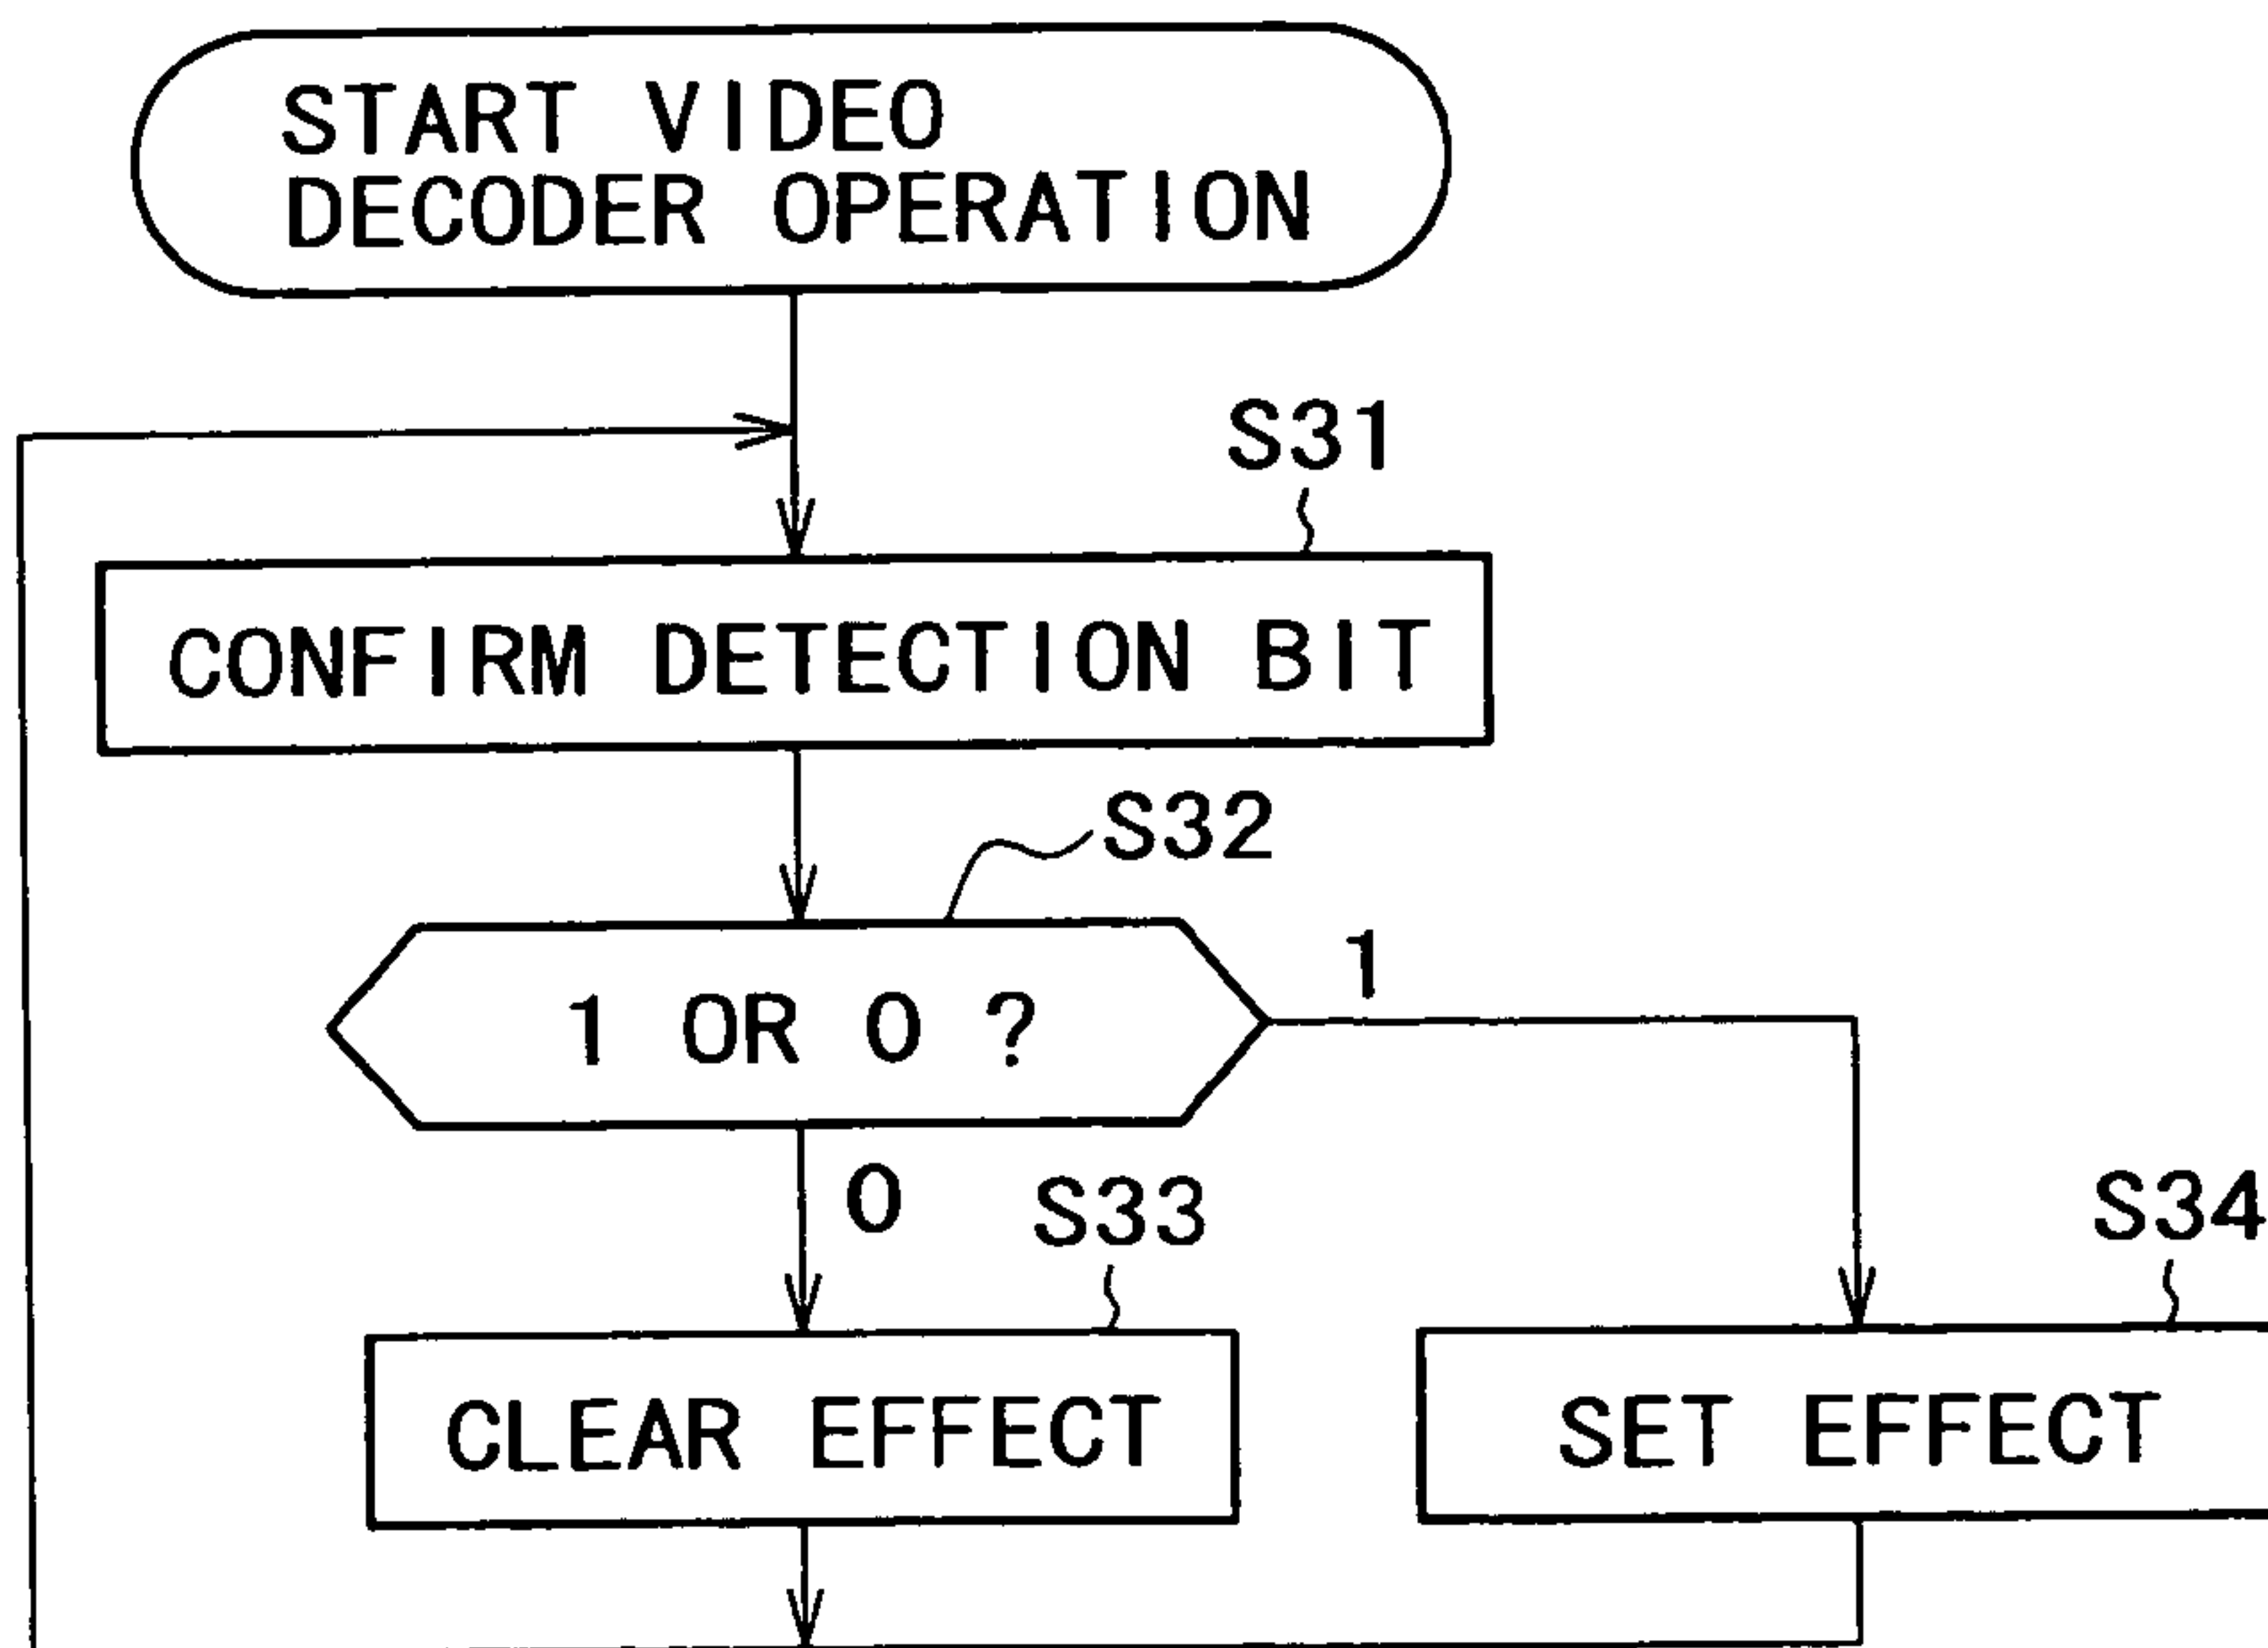 START VIDEO
DECODER OPERATION
S31
CONFIRM DETECTION BIT
S32
1 OR 0 ?
1
0
S33
S34
CLEAR EFFECT
SET EFFECT